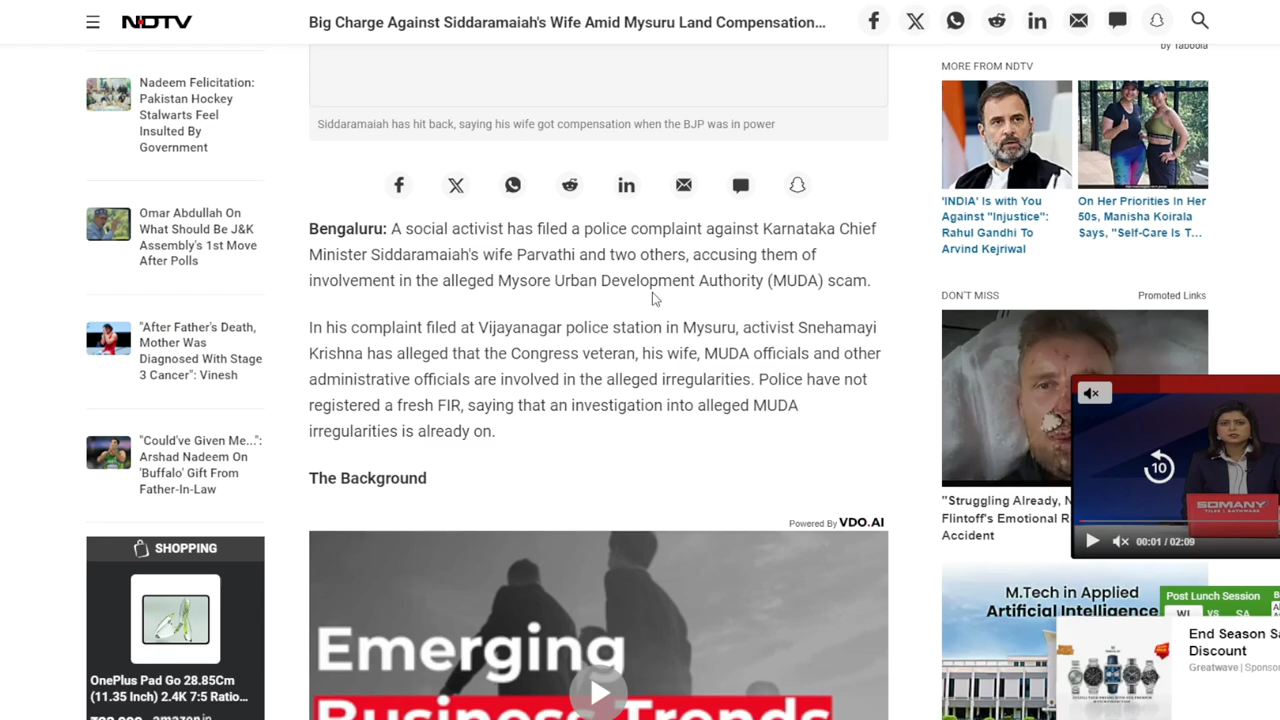 NDTV
Big Charge Against Siddaramaiah's Wife Amid Mysuru Land Compensation...
Nadeem Felicitation:
Pakistan Hockey
Stalwarts Feel
Insulted By
Government
Omar Abdullah On
What Should Be J&K
Assembly's 1st Move
After Polls
"After Father's Death,
Mother Was
Diagnosed With Stage
3 Cancer": Vinesh
"Could've Given Me...":
Arshad Nadeem On
'Buffalo' Gift From
Father-In-Law
SHOPPING
OnePlus Pad Go 28.85Cm
(11.35 Inch) 2.4K 7:5 Ratio...
amazon.in
Siddaramaiah has hit back, saying his wife got compensation when the BJP was in power
Bengaluru: A social activist has filed a police complaint against Karnataka Chief
Minister Siddaramaiah's wife Parvathi and two others, accusing them of
involvement in the alleged Mysore Urban Development Authority (MUDA) scam.
In his complaint filed at Vijayanagar police station in Mysuru, activist Snehamayi
Krishna has alleged that the Congress veteran, his wife, MUDA officials and other
administrative officials are involved in the alleged irregularities. Police have not
registered a fresh FIR, saying that an investigation into alleged MUDA
irregularities is already on.
The Background
Powered By VDO.AI
Emerging
Business Trends
by Taboola
MORE FROM NDTV
'INDIA' Is with You
Against "Injustice":
Rahul Gandhi To
Arvind Kejriwal
On Her Priorities In Her
50s, Manisha Koirala
Says, "Self-Care Is T...
DON'T MISS
Promoted Links
"Struggling Already, N
Flintoff's Emotional R
Accident
10
SOMANY
TILES | BATHWARE
00:01 / 02:09
M.Tech in Applied
Artificial Intelligence
Post Lunch Session
WI vs SA
End Season Sa
Discount
Greatwave | Sponsor